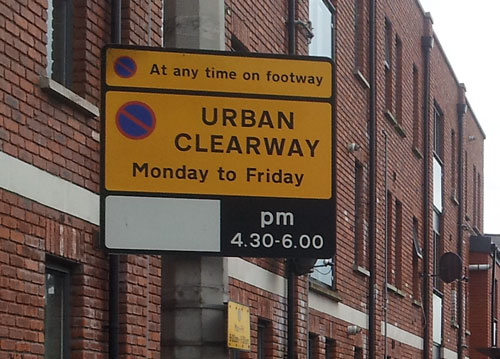 At any time on footway
URBAN
CLEARWAY
Monday to Friday
pm
4.30-6.00